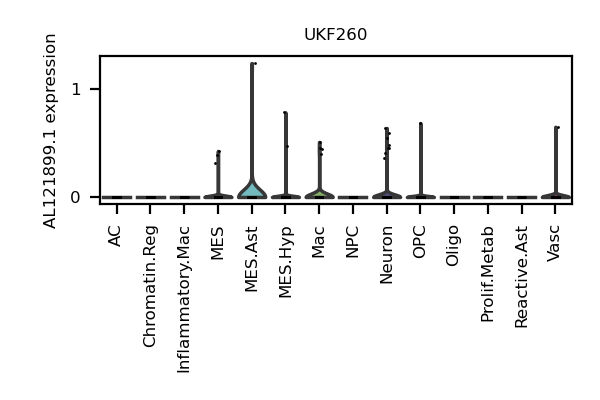 UKF260
AL121899.1 expression
1
0
AC
Chromatin.Reg
Inflammatory.Mac
MES
MES.Ast
MES.Hyp
Mac
NPC
Neuron
OPC
Oligo
Prolif.Metab
Reactive.Ast
Vasc